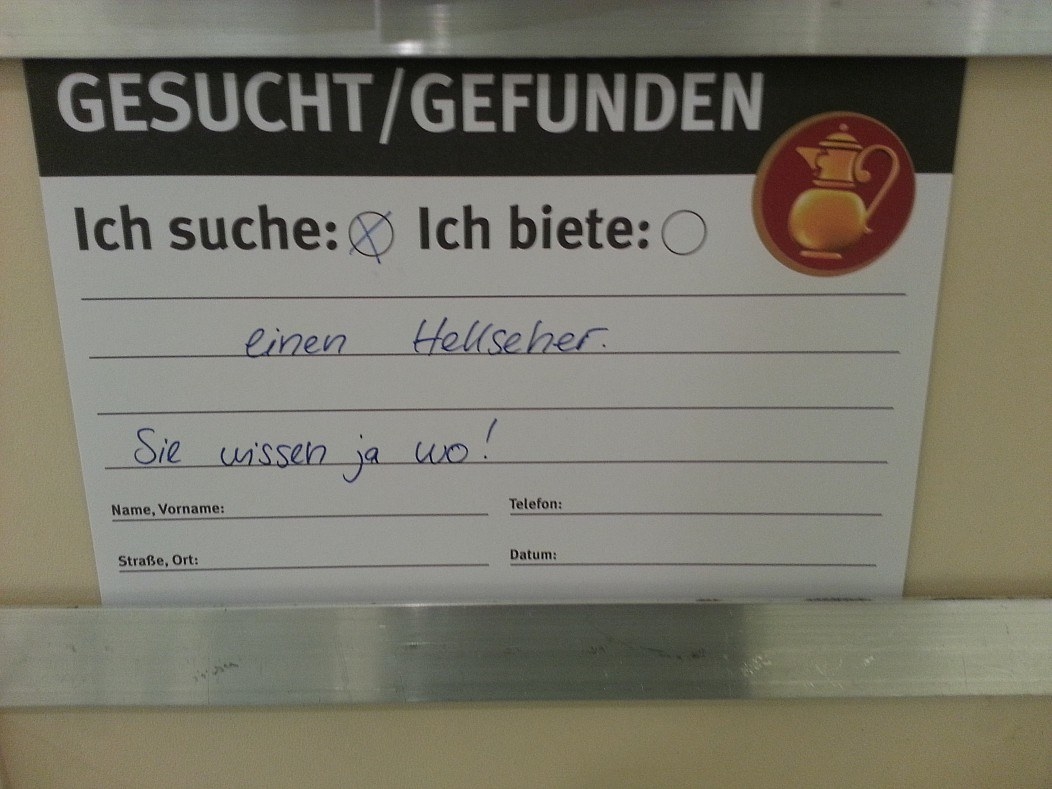 GESUCHT/GEFUNDEN
Ich suche: Ich biete:
einen Hellseher.
Sie wissen ja wo!
Name, Vorname: Telefon:
Straße, Ort: Datum: